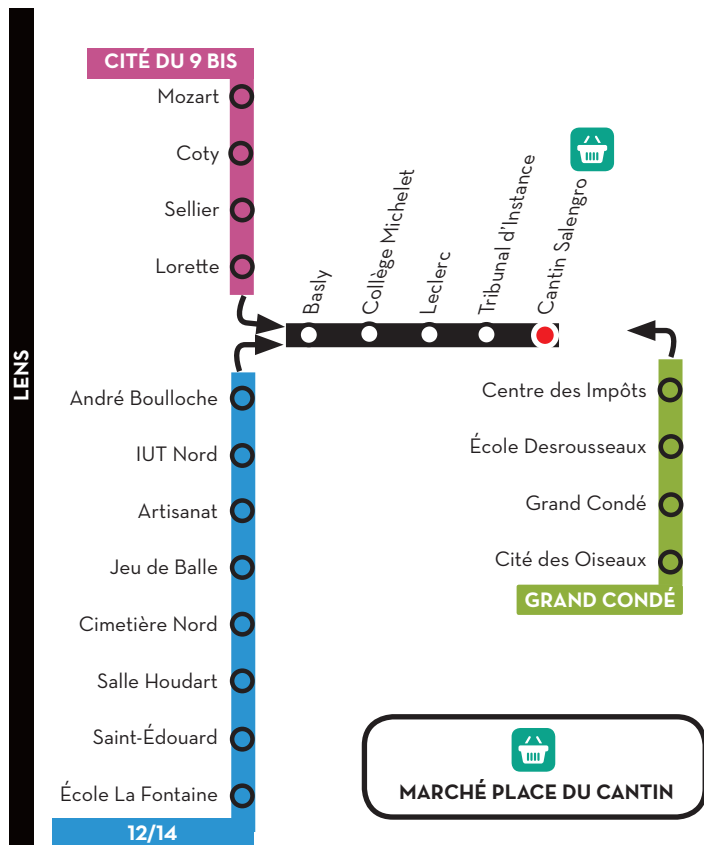 LENS
CITÉ DU 9 BIS
Mozart
Coty
Sellier
Lorette
Basly
Collège Michelet
Leclerc
Tribunal d'Instance
Cantin Salengro
André Boulloche
IUT Nord
Artisanat
Jeu de Balle
Cimetière Nord
Salle Houdart
Saint-Édouard
École La Fontaine
12/14
Centre des Impôts
École Desrousseaux
Grand Condé
Cité des Oiseaux
GRAND CONDÉ
MARCHÉ PLACE DU CANTIN